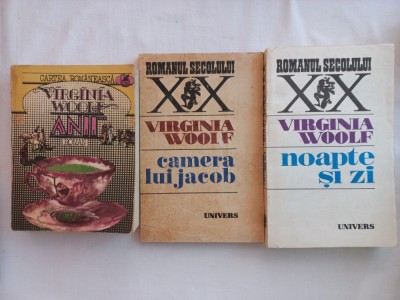 CARTEA ROMÂNEASCĂ
VIRGINIA
WOOLF
ANII
ROMAN
ROMANUL SECOLULUI
XX
VIRGINIA
WOOLF
camera
lui jacob
UNIVERS
ROMANUL SECOLULUI
XX
VIRGINIA
WOOLF
noapte
și zi
UNIVERS